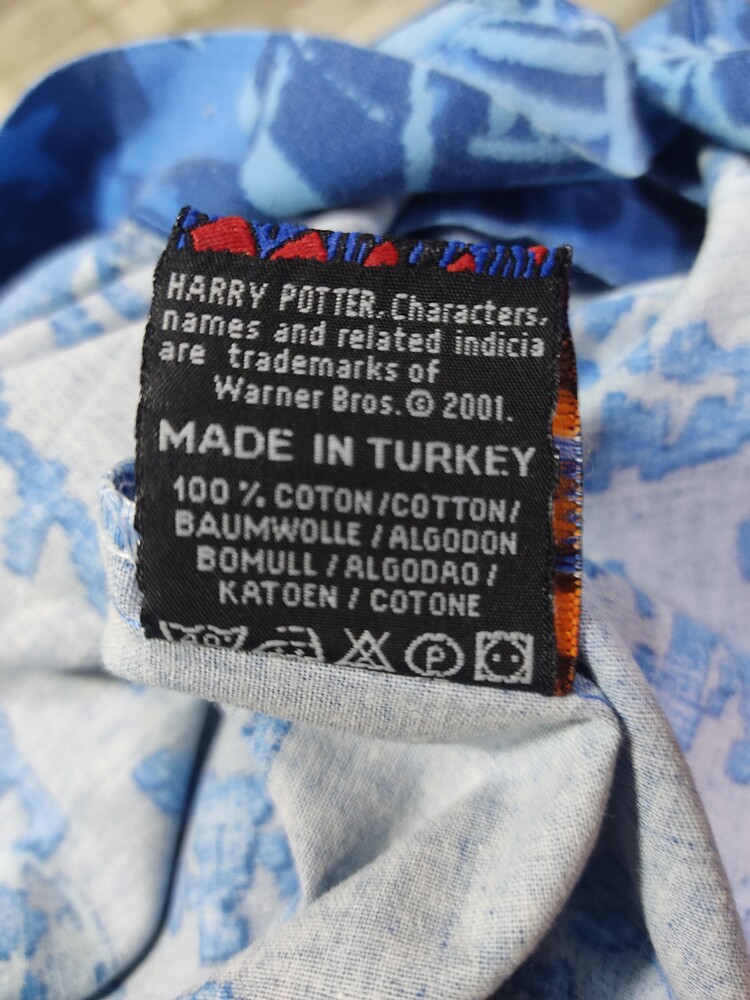 HARRY POTTER. Characters,
names and related indicia
are trademarks of
Warner Bros. © 2001.
MADE IN TURKEY
100 % COTON / COTTON /
BAUMWOLLE / ALGODON
BOMULL / ALGODAO /
KATOEN / COTONE
P